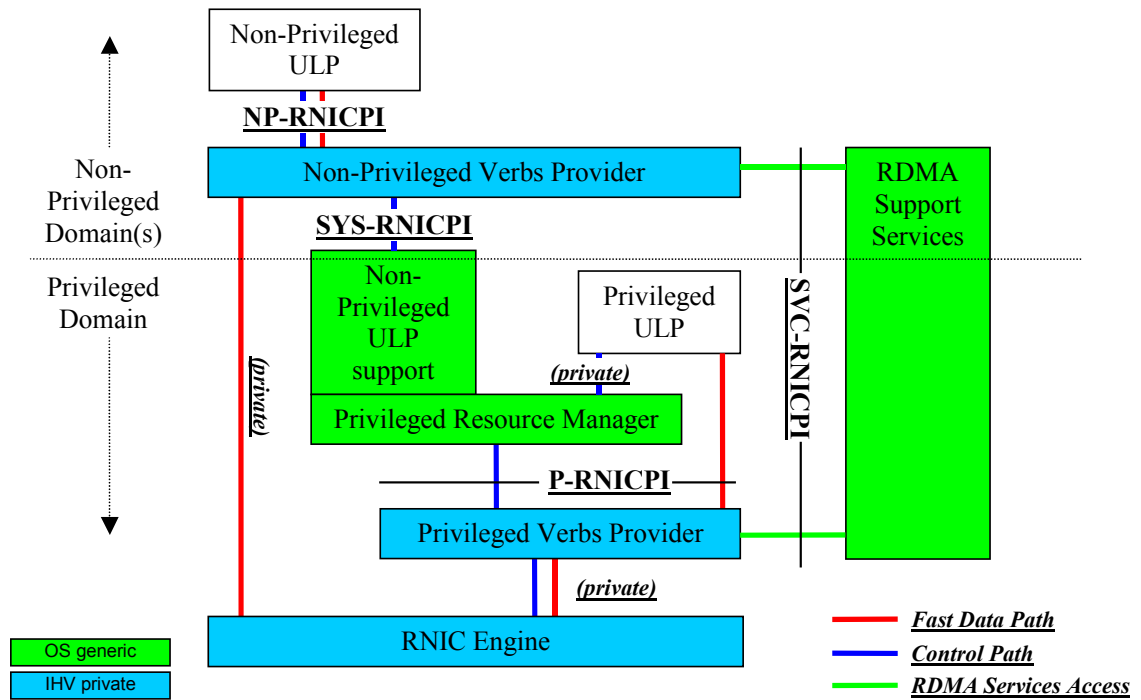 Non-Privileged
ULP
NP-RNICPI
Non-
Privileged
Domain(s)
Non-Privileged Verbs Provider
RDMA
Support
Services
SYS-RNICPI
Privileged
Domain
Non-
Privileged
ULP
support
Privileged
ULP
SVC-RNICPI
(private)
(private)
Privileged Resource Manager
P-RNICPI
Privileged Verbs Provider
(private)
RNIC Engine
OS generic
IHV private
Fast Data Path
Control Path
RDMA Services Access